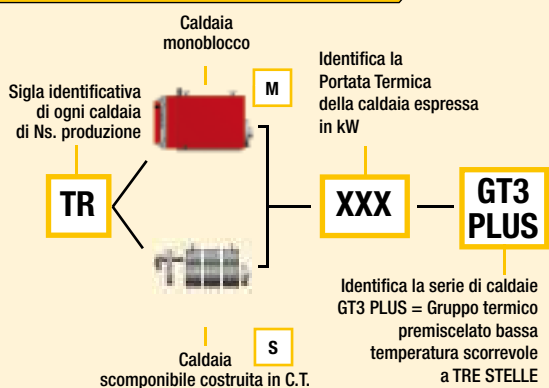 Caldaia
monoblocco
M
Identifica la
Portata Termica
della caldaia espressa
in kW
Sigla identificativa
di ogni caldaia
di Ns. produzione
TR
XXX
GT3
PLUS
Identifica la serie di caldaie
GT3 PLUS = Gruppo termico
premiscelato bassa
temperatura scorrevole
a TRE STELLE
S
Caldaia
scomponibile costruita in C.T.